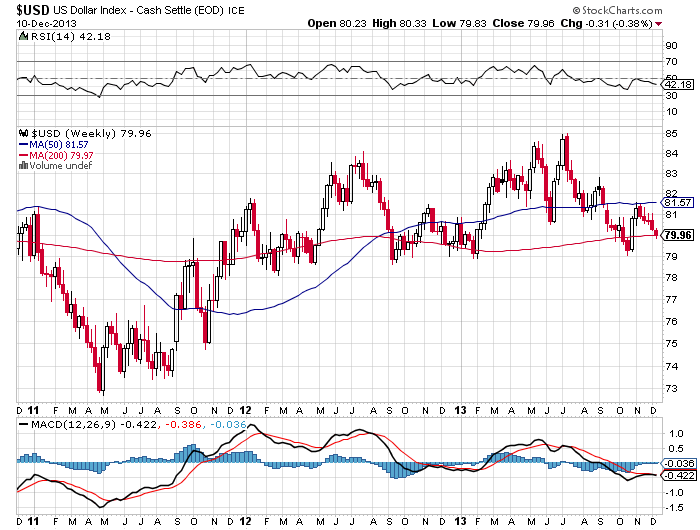 $USD US Dollar Index - Cash Settle (EOD) ICE © StockCharts.com
10-Dec-2013 Open 80.23 High 80.33 Low 79.83 Close 79.96 Chg -0.31 (-0.38%)
RSI(14) 42.18
90
70
50
42.18
30
10
$USD (Weekly) 79.96
MA(50) 81.57
MA(200) 79.97
Volume undef
85
84
83
82
81.57
81
79.96
79
78
77
76
75
74
73
D 11 F M A M J J A S O N D 12 F M A M J J A S O N D 13 F M A M J J A S O N D
MACD(12,26,9) -0.422, -0.386, -0.036
1.0
0.5
-0.036
-0.422
-1.0
-1.5
D 11 F M A M J J A S O N D 12 F M A M J J A S O N D 13 F M A M J J A S O N D